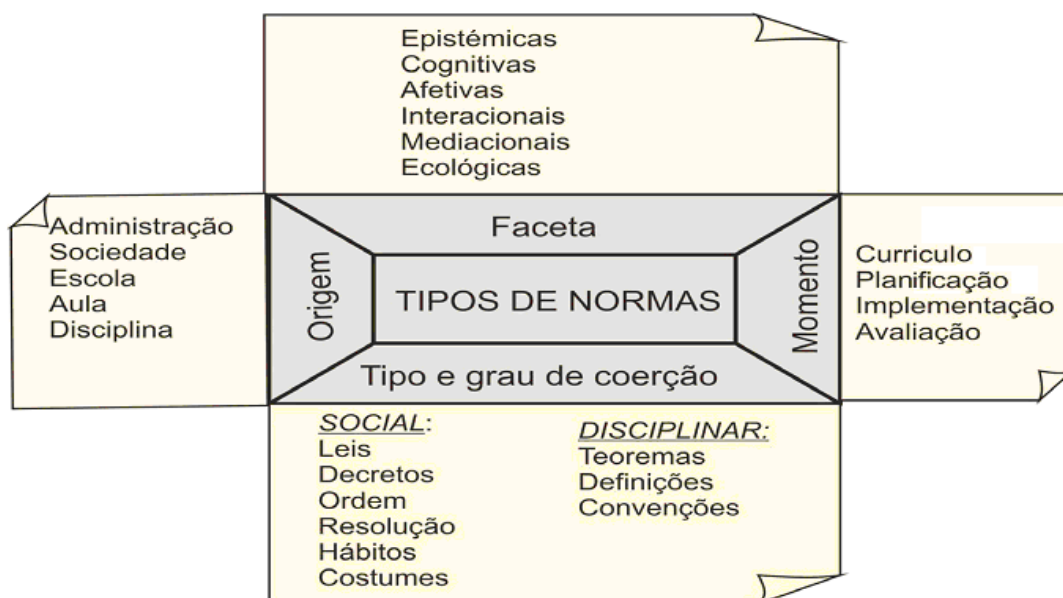 Epistémicas
Cognitivas
Afetivas
Interacionais
Mediacionais
Ecológicas
Faceta
Administração
Sociedade
Escola
Aula
Disciplina
Origem
TIPOS DE NORMAS
Momento
Curriculo
Planificação
Implementação
Avaliação
Tipo e grau de coerção
SOCIAL:
Leis
Decretos
Ordem
Resolução
Hábitos
Costumes
DISCIPLINAR:
Teoremas
Definições
Convenções